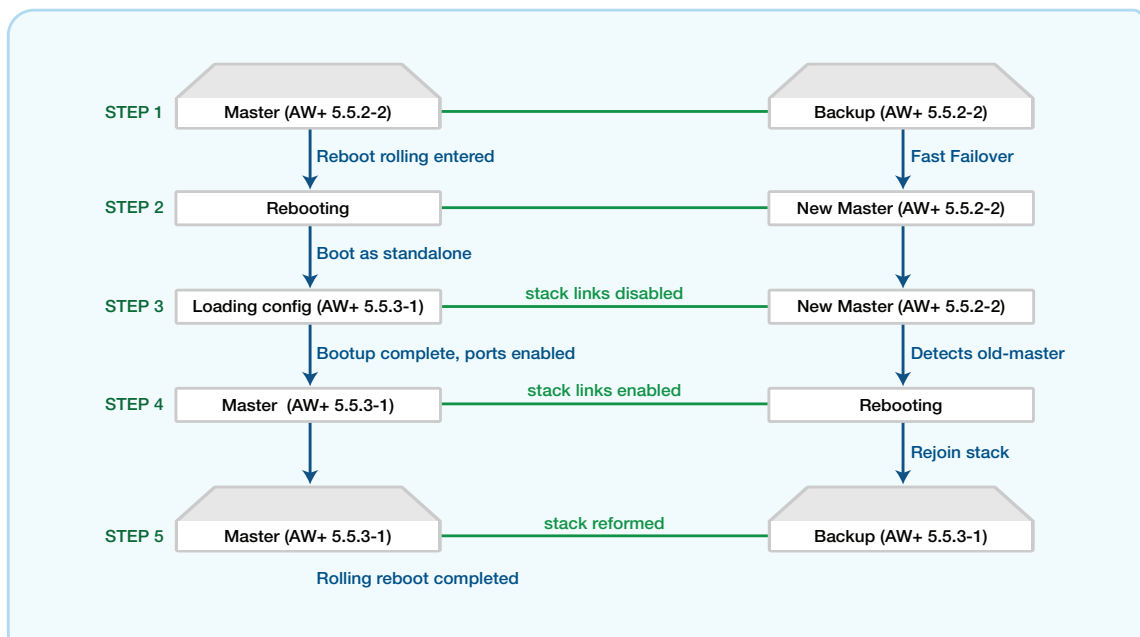 STEP 1
Master (AW+ 5.5.2-2)
Backup (AW+ 5.5.2-2)
Reboot rolling entered
Fast Failover
STEP 2
Rebooting
New Master (AW+ 5.5.2-2)
Boot as standalone
STEP 3
Loading config (AW+ 5.5.3-1)
stack links disabled
New Master (AW+ 5.5.2-2)
Bootup complete, ports enabled
Detects old-master
STEP 4
Master (AW+ 5.5.3-1)
stack links enabled
Rebooting
Rejoin stack
STEP 5
Master (AW+ 5.5.3-1)
stack reformed
Backup (AW+ 5.5.3-1)
Rolling reboot completed